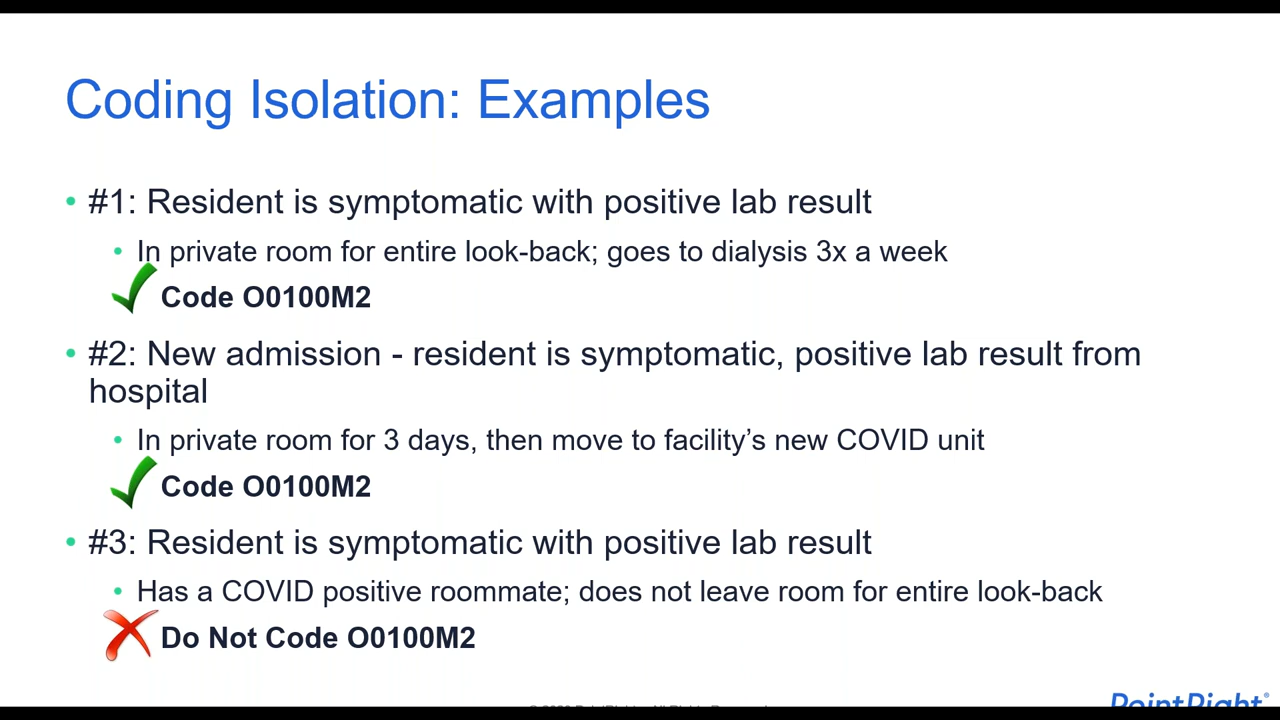 Coding Isolation: Examples
• #1: Resident is symptomatic with positive lab result
• In private room for entire look-back; goes to dialysis 3x a week
Code O0100M2
• #2: New admission - resident is symptomatic, positive lab result from
hospital
• In private room for 3 days, then move to facility's new COVID unit
Code O0100M2
• #3: Resident is symptomatic with positive lab result
• Has a COVID positive roommate; does not leave room for entire look-back
Do Not Code O0100M2
PointRight®